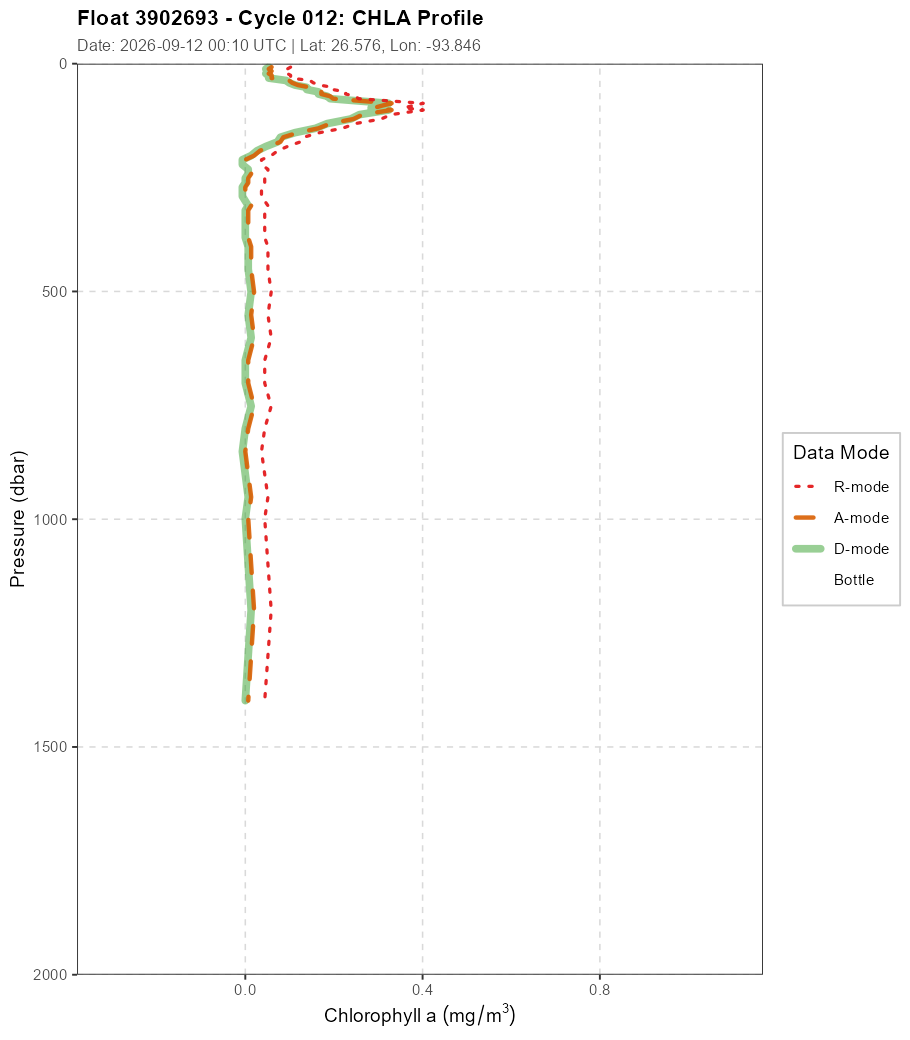 Float 3902693 - Cycle 012: CHLA Profile
Date: 2026-09-12 00:10 UTC | Lat: 26.576, Lon: -93.846
0
500
1000
1500
2000
Pressure (dbar)
0.0 0.4 0.8
Chlorophyll a (mg/m³)
Data Mode
R-mode
A-mode
D-mode
Bottle